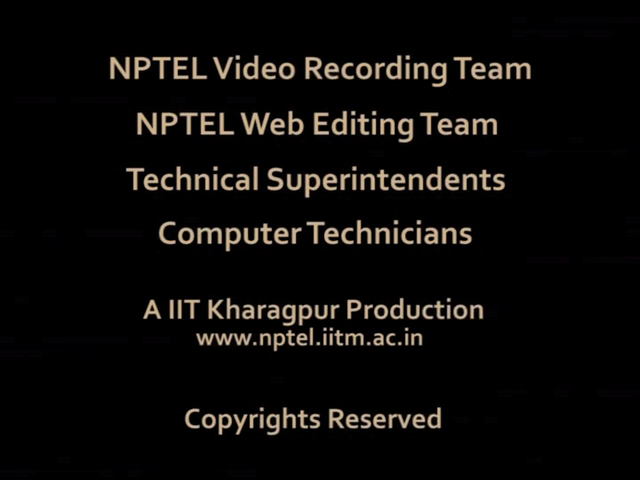 NPTEL Video Recording Team
NPTEL Web Editing Team
Technical Superintendents
Computer Technicians
A IIT Kharagpur Production
www.nptel.iitm.ac.in
Copyrights Reserved